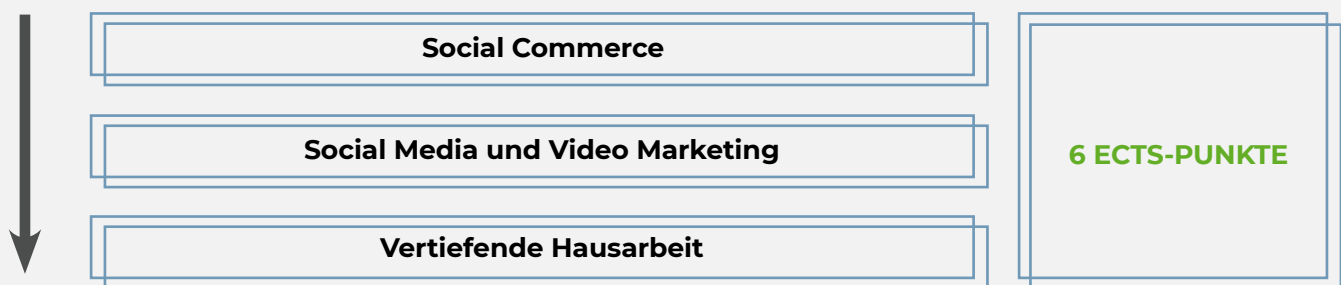 Social Commerce
Social Media und Video Marketing
6 ECTS-PUNKTE
Vertiefende Hausarbeit